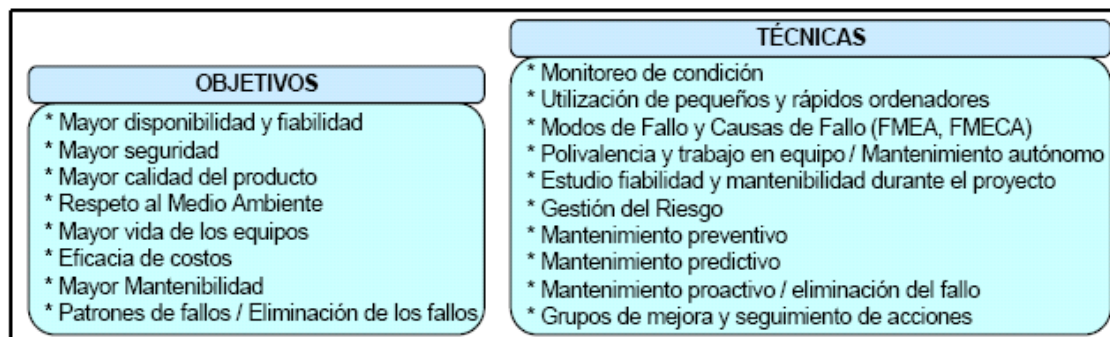 OBJETIVOS
* Mayor disponibilidad y fiabilidad
* Mayor seguridad
* Mayor calidad del producto
* Respeto al Medio Ambiente
* Mayor vida de los equipos
* Eficacia de costos
* Mayor Mantenibilidad
* Patrones de fallos / Eliminación de los fallos
TÉCNICAS
* Monitoreo de condición
* Utilización de pequeños y rápidos ordenadores
* Modos de Fallo y Causas de Fallo (FMEA, FMECA)
* Polivalencia y trabajo en equipo / Mantenimiento autónomo
* Estudio fiabilidad y mantenibilidad durante el proyecto
* Gestión del Riesgo
* Mantenimiento preventivo
* Mantenimiento predictivo
* Mantenimiento proactivo / eliminación del fallo
* Grupos de mejora y seguimiento de acciones